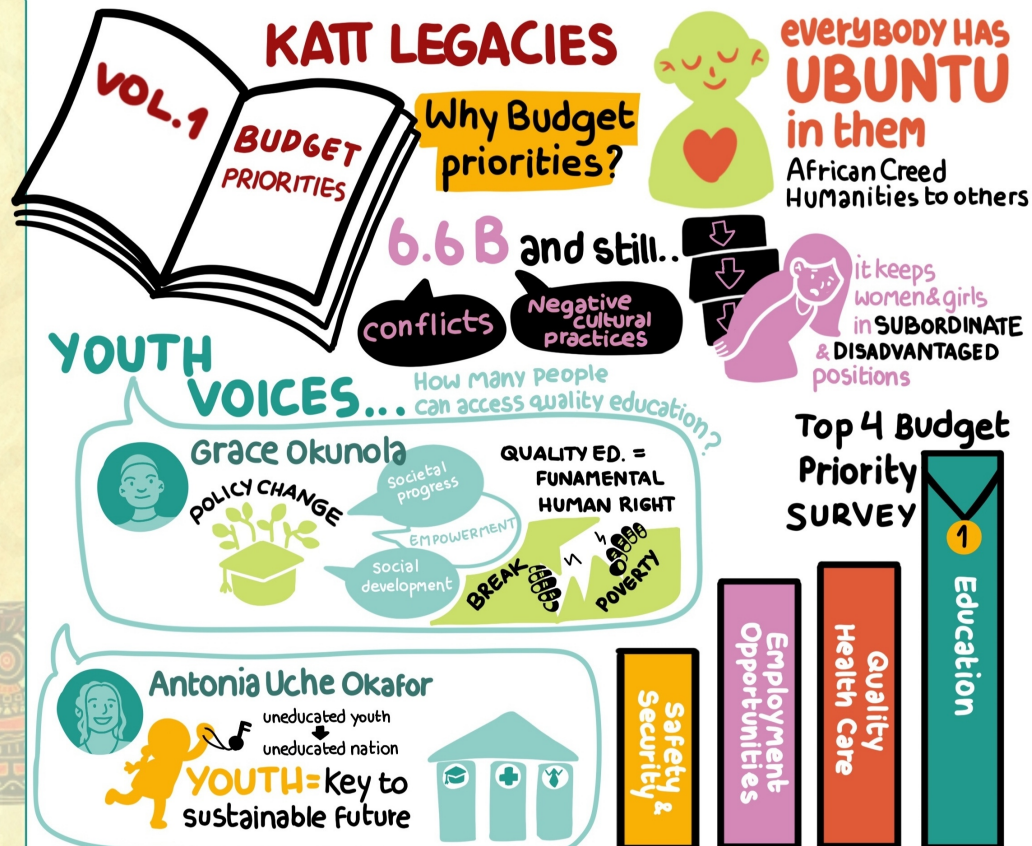 KATT LEGACIES
VOL.1
BUDGET
PRIORITIES
Why Budget
priorities?
everyBODY HAS
UBUNTU
in them
African Creed
Humanities to others
6.6 B and still..
conflicts
Negative
cultural
practices
it keeps
women & girls
in SUBORDINATE
& DISADVANTAGED
positions
YOUTH
VOICES...
How many people
can access quality education?
Grace Okunola
POLICY CHANGE
societal
progress
EMPOWERMENT
social
development
QUALITY ED. =
FUNAMENTAL
HUMAN RIGHT
BREAK
POVERTY
Antonia Uche Okafor
uneducated youth
uneducated nation
YOUTH = Key to
sustainable future
Top 4 Budget
Priority
SURVEY
Safety &
Security
Employment
Opportunities
Quality
Health Care
1
Education